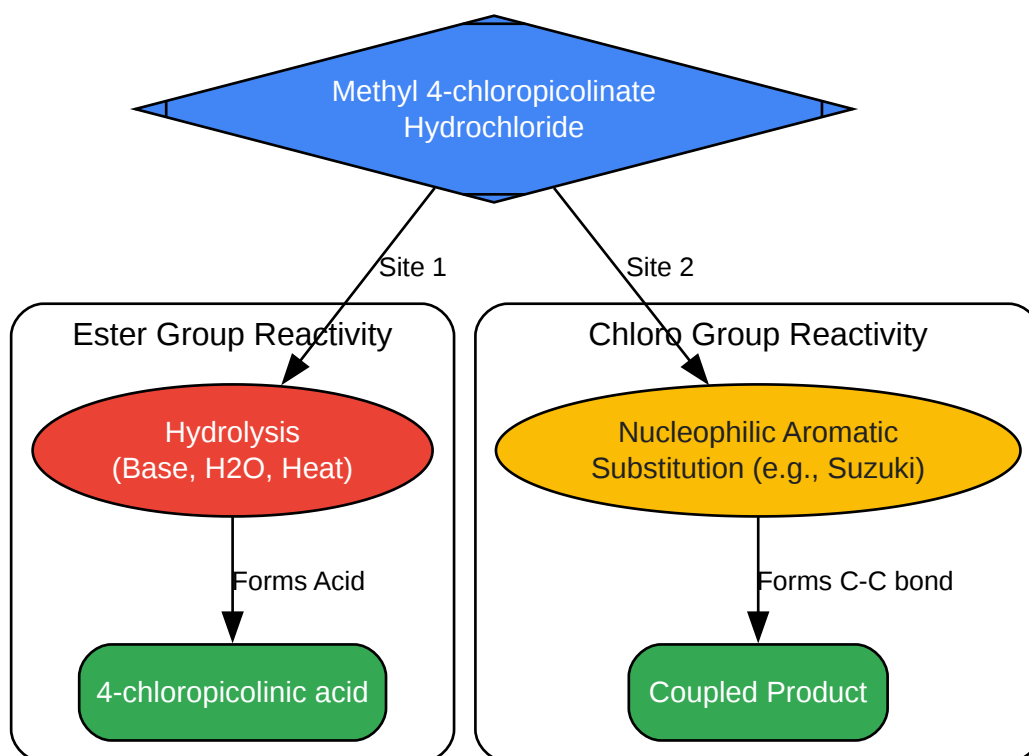 Methyl 4-chloropicolinate
Hydrochloride
Site 1
Site 2
Ester Group Reactivity
Hydrolysis
(Base, H2O, Heat)
Forms Acid
4-chloropicolinic acid
Chloro Group Reactivity
Nucleophilic Aromatic
Substitution (e.g., Suzuki)
Forms C-C bond
Coupled Product